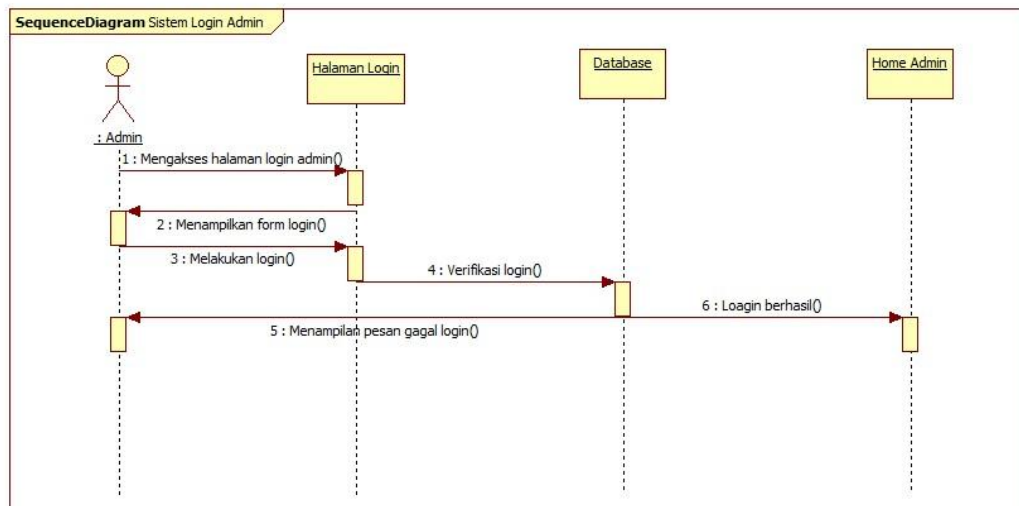 SequenceDiagram Sistem Login Admin
Halaman Login
Database
Home Admin
: Admin
1 : Mengakses halaman login admin()
2 : Menampilkan form login()
3 : Melakukan login()
4 : Verifikasi login()
6 : Loagin berhasil()
5 : Menampilan pesan gagal login()